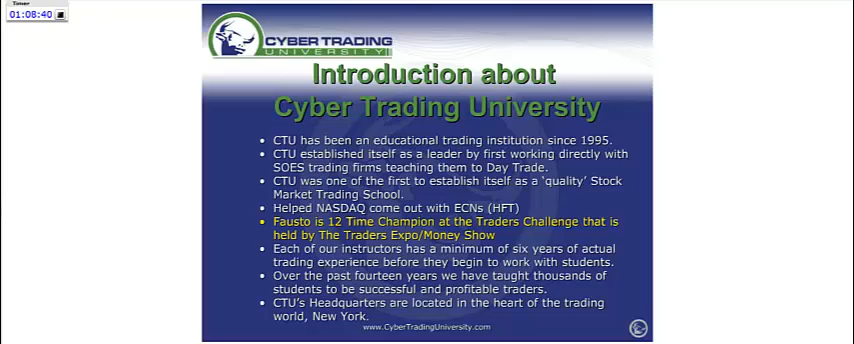 Timer
01:08:40
CYBER TRADING
UNIVERSITY
Introduction about
Cyber Trading University
• CTU has been an educational trading institution since 1995.
• CTU established itself as a leader by first working directly with
SOES trading firms teaching them to Day Trade.
• CTU was one of the first to establish itself as a ‘quality’ Stock
Market Trading School.
• Helped NASDAQ come out with ECNs (HFT)
• Fausto is 12 Time Champion at the Traders Challenge that is
held by The Traders Expo/Money Show
• Each of our instructors has a minimum of six years of actual
trading experience before they begin to work with students.
• Over the past fourteen years we have taught thousands of
students to be successful and profitable traders.
• CTU’s Headquarters are located in the heart of the trading
world, New York.
www.CyberTradingUniversity.com